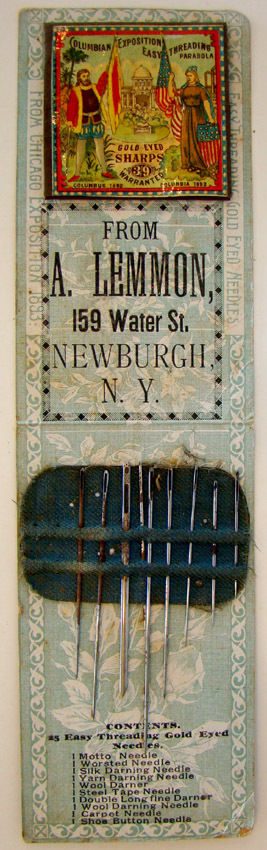 COLUMBIAN EXPOSITION
EASY THREADING
PARABOLA
GOLD EYED
SHARPS
WARRANTED
COLUMBUS 1492
COLUMBIA 1892
FROM CHICAGO EXPOSITION, 1893.
GOLD EYED NEEDLES
FROM
A. LEMMON,
159 Water St.
NEWBURGH,
N. Y.
CONTENTS.
25 Easy Threading Gold Eyed
Needles.
1 Motto Needle
1 Worsted Needle
1 Silk Darning Needle
1 Yarn Darning Needle
1 Wool Darner
1 Steel Tape Needle
1 Double Long fine Darner
1 Wool Darning Needle
1 Carpet Needle
1 Shoe Button Needle